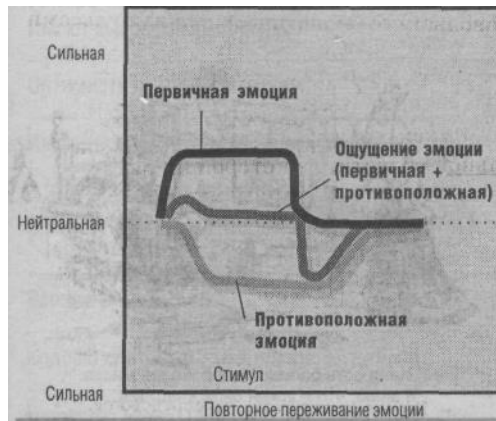 Сильная
Первичная эмоция
Ощущение эмоции
(первичная +
противоположная)
Нейтральная
Противоположная
эмоция
Стимул
Сильная
Повторное переживание эмоции